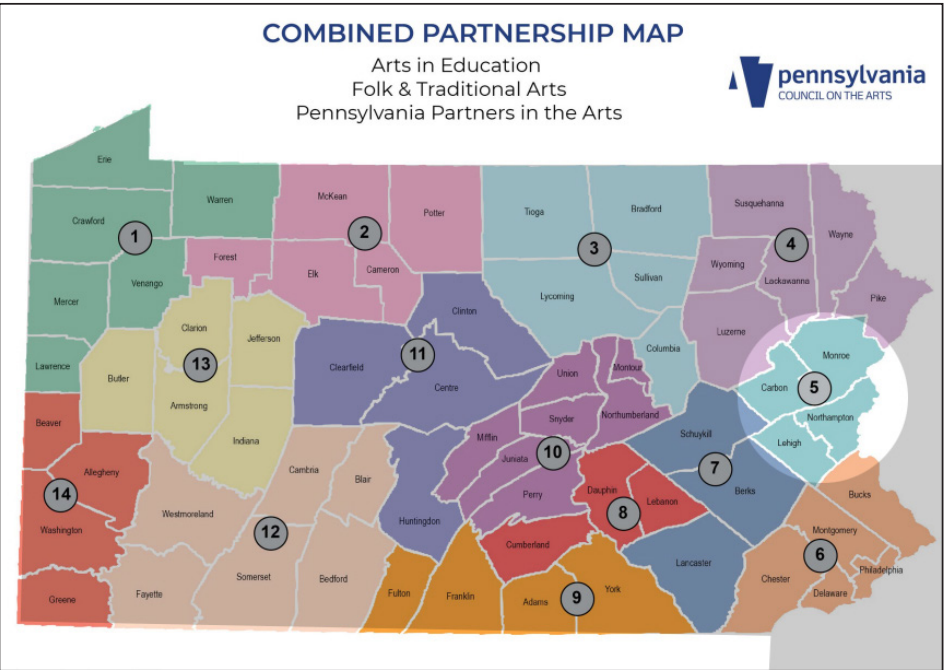 COMBINED PARTNERSHIP MAP
Arts in Education
Folk & Traditional Arts
Pennsylvania Partners in the Arts
pennsylvania
COUNCIL ON THE ARTS
Erie
Warren
Crawford
1
Venango
Mercer
Lawrence
McKean
Potter
2
Forest
Elk
Cameron
Tioga
Bradford
3
Lycoming
Sullivan
Columbia
Susquehanna
Wayne
4
Wyoming
Lackawanna
Pike
Luzerne
Monroe
Carbon
5
Northampton
Lehigh
Clinton
11
Clearfield
Centre
Huntingdon
Clarion
Jefferson
13
Butler
Armstrong
Indiana
Union
Montour
Snyder
Northumberland
Mifflin
Juniata
10
Perry
Schuykill
7
Berks
Lancaster
Beaver
Allegheny
14
Washington
Greene
Cambria
Blair
Westmoreland
12
Somerset
Bedford
Fayette
Dauphin
Lebanon
8
Cumberland
Fulton
Franklin
Adams
9
York
Bucks
Montgomery
6
Philadelphia
Chester
Delaware